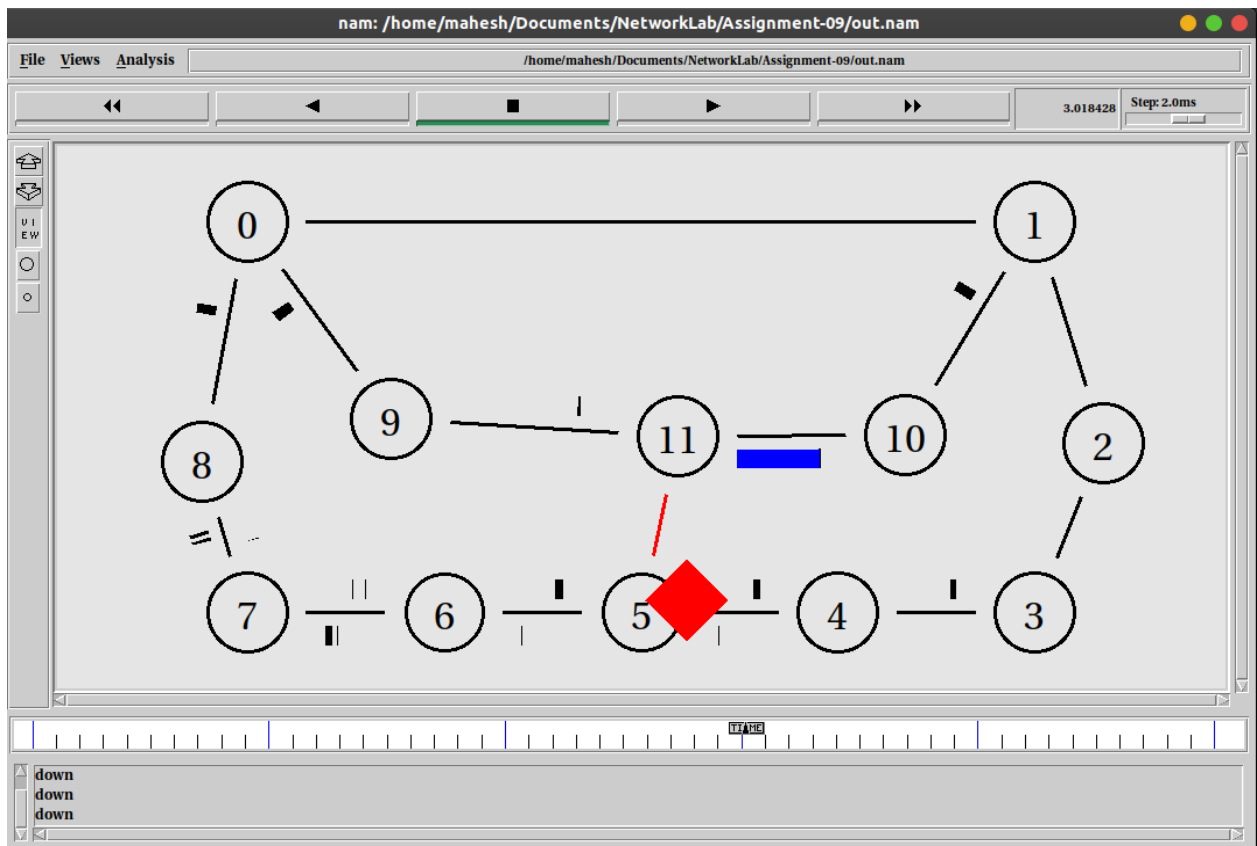 nam: /home/mahesh/Documents/NetworkLab/Assignment-09/out.nam
File Views Analysis /home/mahesh/Documents/NetworkLab/Assignment-09/out.nam
3.018428 Step: 2.0ms
VIEW
0 1
9 11 10 2
8
7 6 5 4 3
TIME
down
down
down